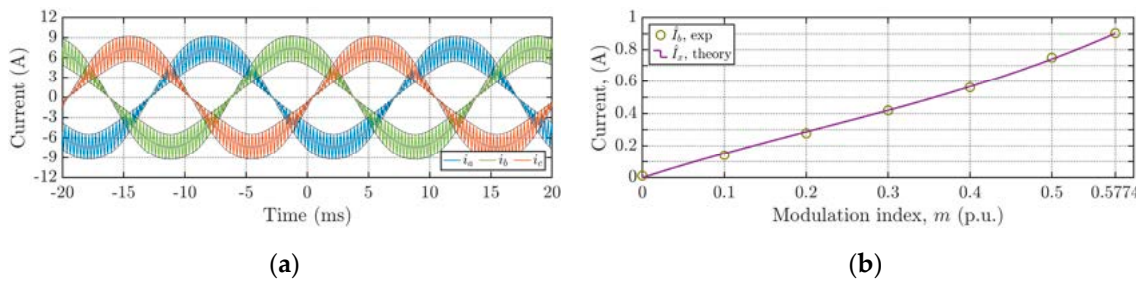 12
9
6
3
0
-3
-6
-9
-12
Current (A)
i_a i_b i_c
-20 -15 -10 -5 0 5 10 15 20
Time (ms)
(a)
1
0.8
0.6
0.4
0.2
0
Current, (A)
Î_b, exp
Î_x, theory
0 0.1 0.2 0.3 0.4 0.5 0.5774
Modulation index, m (p.u.)
(b)